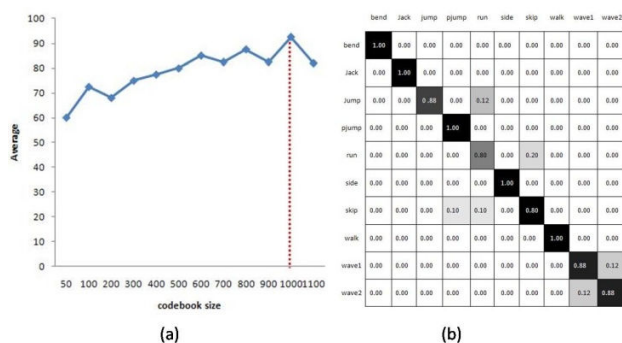 100
90
80
70
60
50
40
30
20
10
0
Average
50 100 200 300 400 500 600 700 800 900 1000 1100
codebook size
(a)
bend Jack jump pjump run side skip walk wave1 wave2
bend 1.00 0.00 0.00 0.00 0.00 0.00 0.00 0.00 0.00 0.00
Jack 0.00 1.00 0.00 0.00 0.00 0.00 0.00 0.00 0.00 0.00
Jump 0.00 0.00 0.88 0.00 0.12 0.00 0.00 0.00 0.00 0.00
pjump 0.00 0.00 0.00 1.00 0.00 0.00 0.00 0.00 0.00 0.00
run 0.00 0.00 0.00 0.00 0.80 0.00 0.20 0.00 0.00 0.00
side 0.00 0.00 0.00 0.00 0.00 1.00 0.00 0.00 0.00 0.00
skip 0.00 0.00 0.00 0.10 0.10 0.00 0.80 0.00 0.00 0.00
walk 0.00 0.00 0.00 0.00 0.00 0.00 0.00 1.00 0.00 0.00
wave1 0.00 0.00 0.00 0.00 0.00 0.00 0.00 0.00 0.88 0.12
wave2 0.00 0.00 0.00 0.00 0.00 0.00 0.00 0.00 0.12 0.88
(b)